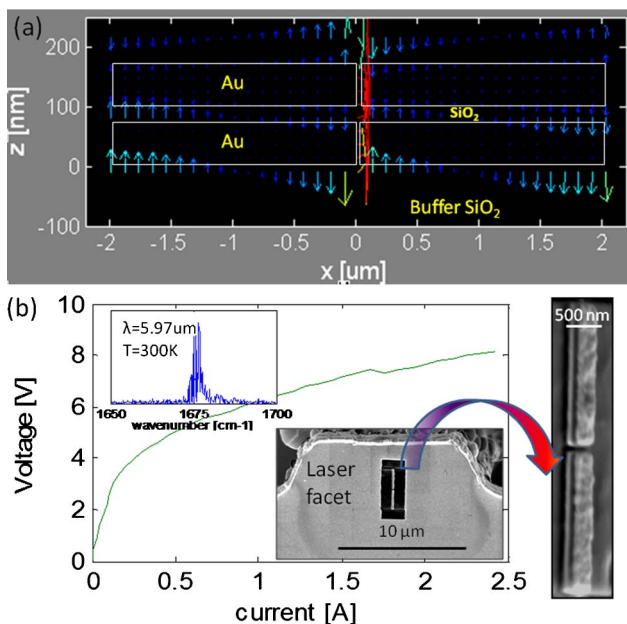 (a)
200
100
0
-100
z [nm]
Au
SiO₂
Au
Buffer SiO₂
-2 -1.5 -1 -0.5 0 0.5 1 1.5 2
x [um]
(b)
10
8
6
4
2
0
Voltage [V]
λ=5.97um
T=300K
1650 1675 1700
wavenumber [cm-1]
Laser
facet
10 µm
500 nm
0 0.5 1 1.5 2 2.5
current [A]